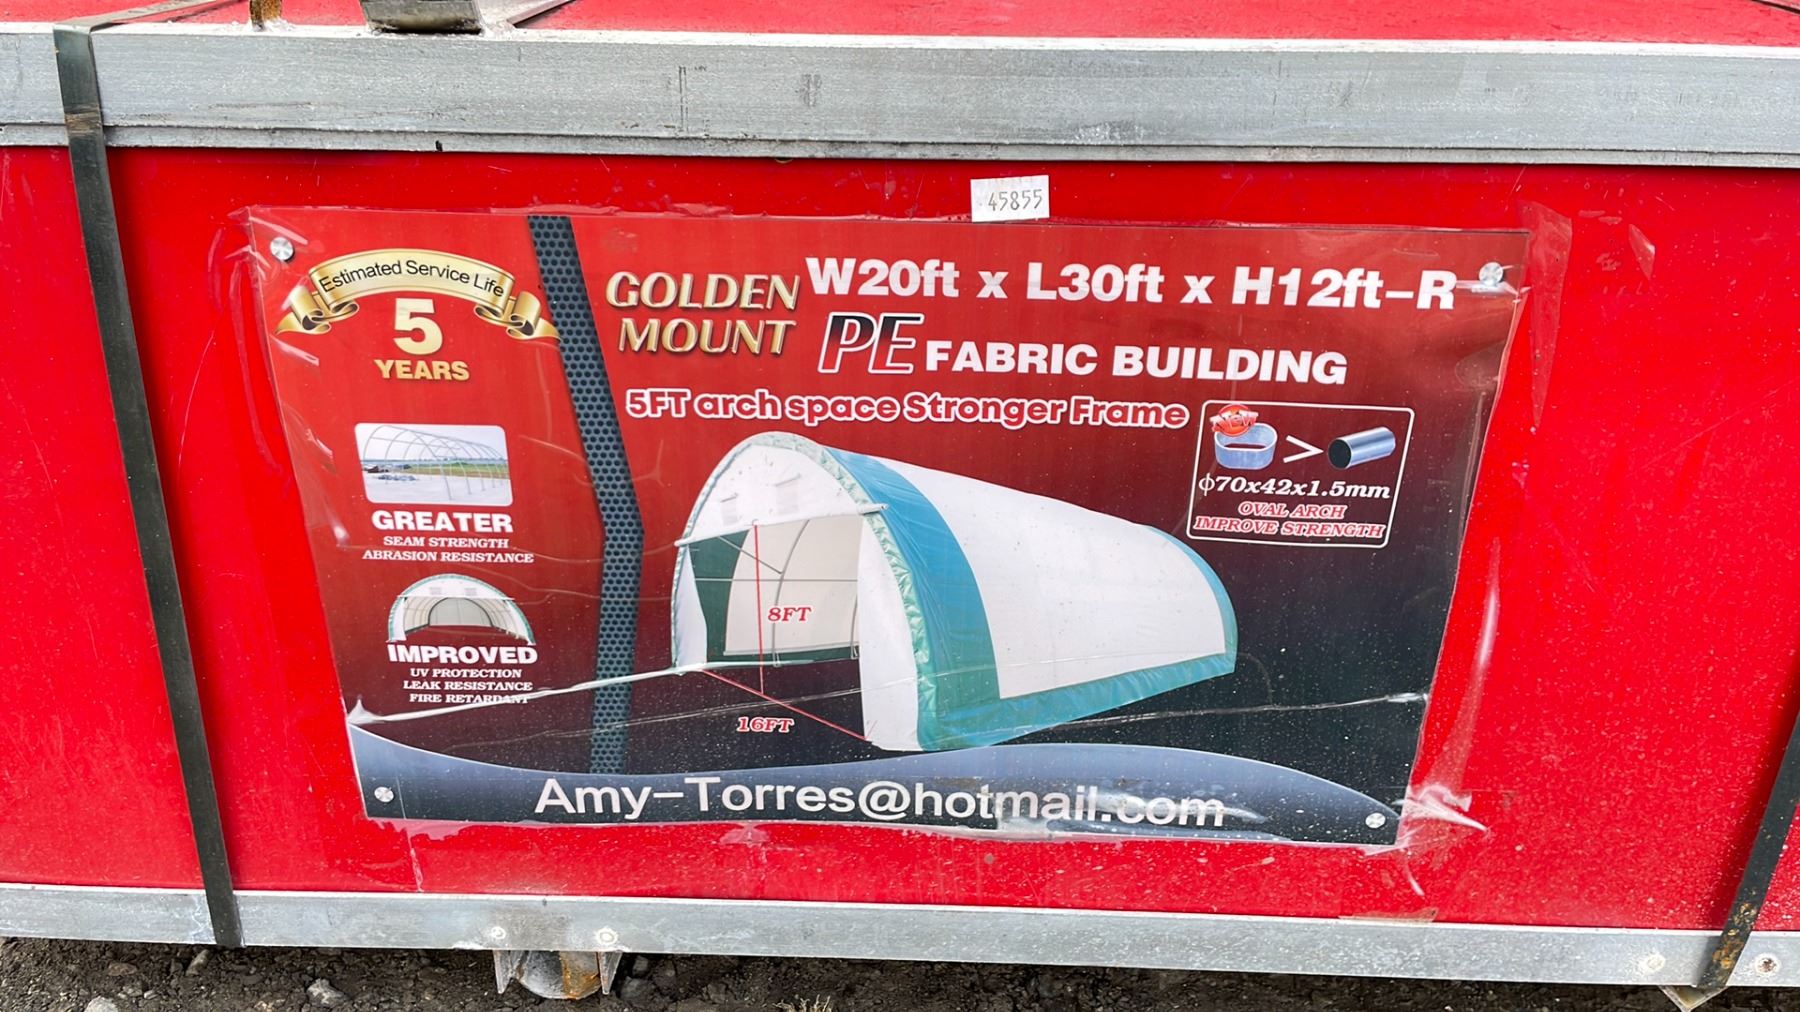 45855
Estimated Service Life
5
YEARS
GOLDEN
MOUNT
W20ft x L30ft x H12ft-R
PE FABRIC BUILDING
5FT arch space Stronger Frame
NEW
>
ф70x42x1.5mm
OVAL ARCH
IMPROVE STRENGTH
GREATER
SEAM STRENGTH
ABRASION RESISTANCE
IMPROVED
UV PROTECTION
LEAK RESISTANCE
FIRE RETARDANT
8FT
16FT
Amy-Torres@hotmail.com